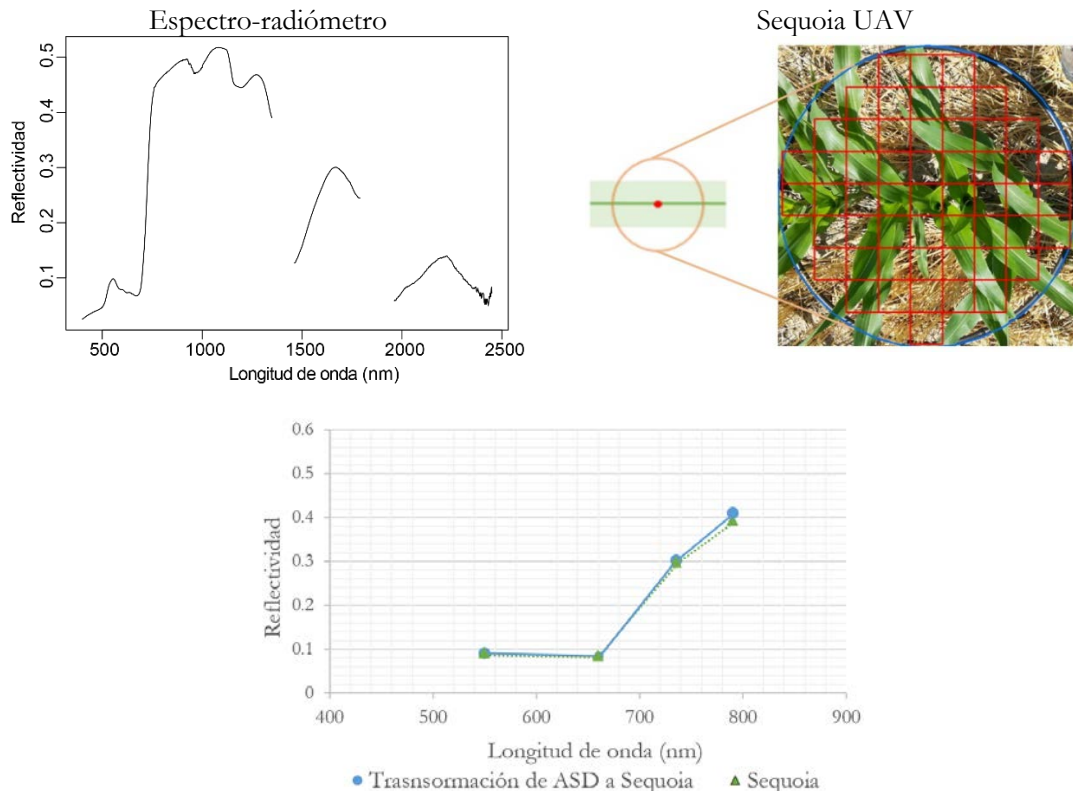 Espectro-radiómetro
Sequoia UAV
0.5
0.4
0.3
0.2
0.1
Reflectividad
500
1000
1500
2000
2500
Longitud de onda (nm)
0.6
0.5
0.4
0.3
0.2
0.1
0
Reflectividad
400
500
600
700
800
900
Longitud de onda (nm)
Trasnsormación de ASD a Sequoia
Sequoia